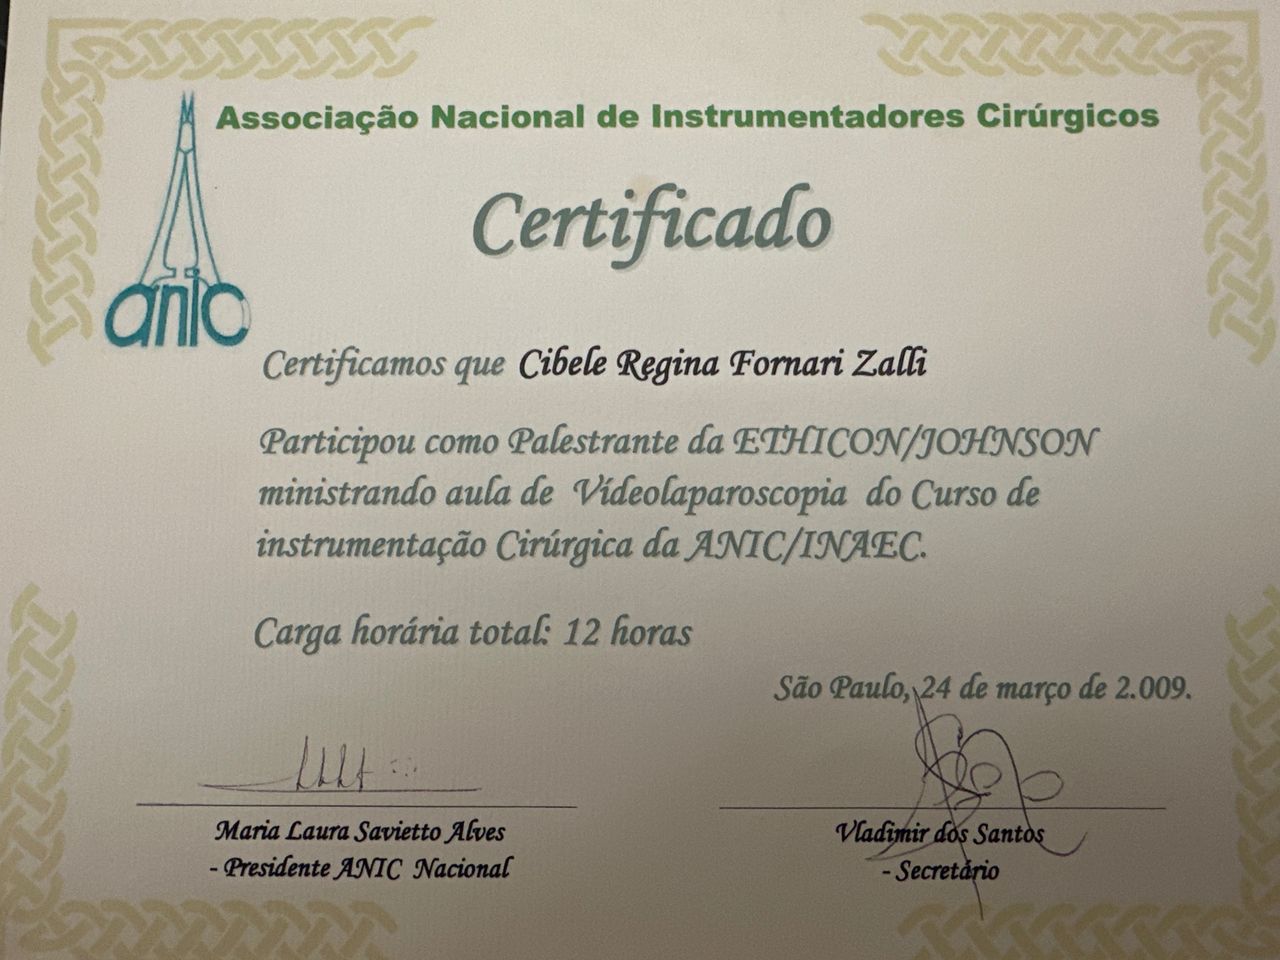 Associação Nacional de Instrumentadores Cirúrgicos
Certificado
anic
Certificamos que Cibele Regina Fornari Zalli
Participou como Palestrante da ETHICON/JOHNSON
ministrando aula de Vídeolaparoscopia do Curso de
instrumentação Cirúrgica da ANIC/INAEC.
Carga horária total: 12 horas
São Paulo, 24 de março de 2.009.
Maria Laura Savietto Alves
- Presidente ANIC Nacional
Vladimir dos Santos
- Secretário